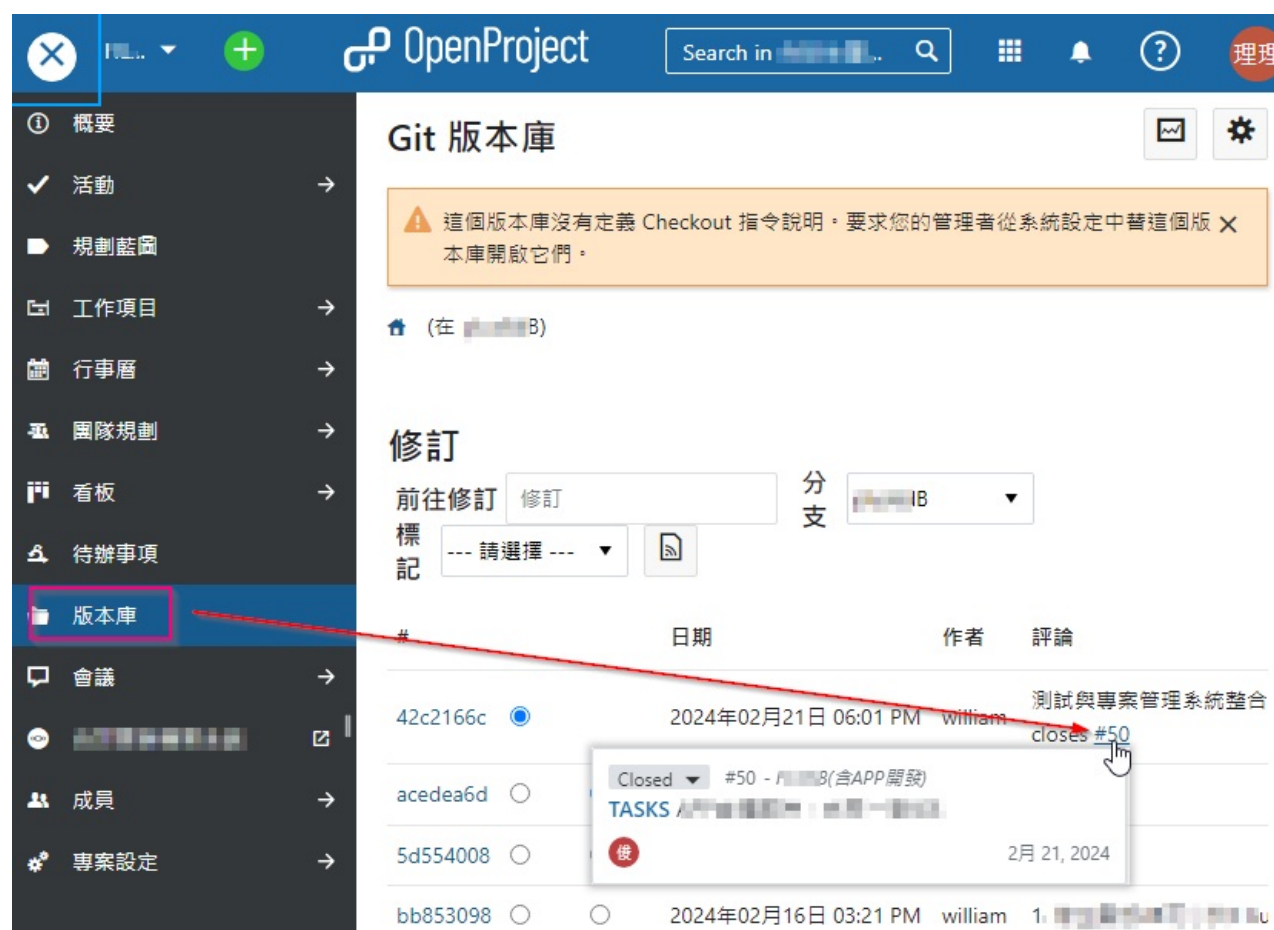 OpenProject
Search in
理理
概要
活動
規劃藍圖
工作項目
行事曆
團隊規劃
看板
待辦事項
版本庫
會議
成員
專案設定
Git 版本庫
這個版本庫沒有定義 Checkout 指令說明。要求您的管理者從系統設定中替這個版
本庫開啟它們。
(在 B)
修訂
前往修訂 修訂 分支 B
標記 --- 請選擇 ---
# 日期 作者 評論
42c2166c 2024年02月21日 06:01 PM william 測試與專案管理系統整合
closes #50
Closed #50 - B(含APP開發)
TASKS
2月 21, 2024
acedea6d
5d554008
bb853098 2024年02月16日 03:21 PM william 1.